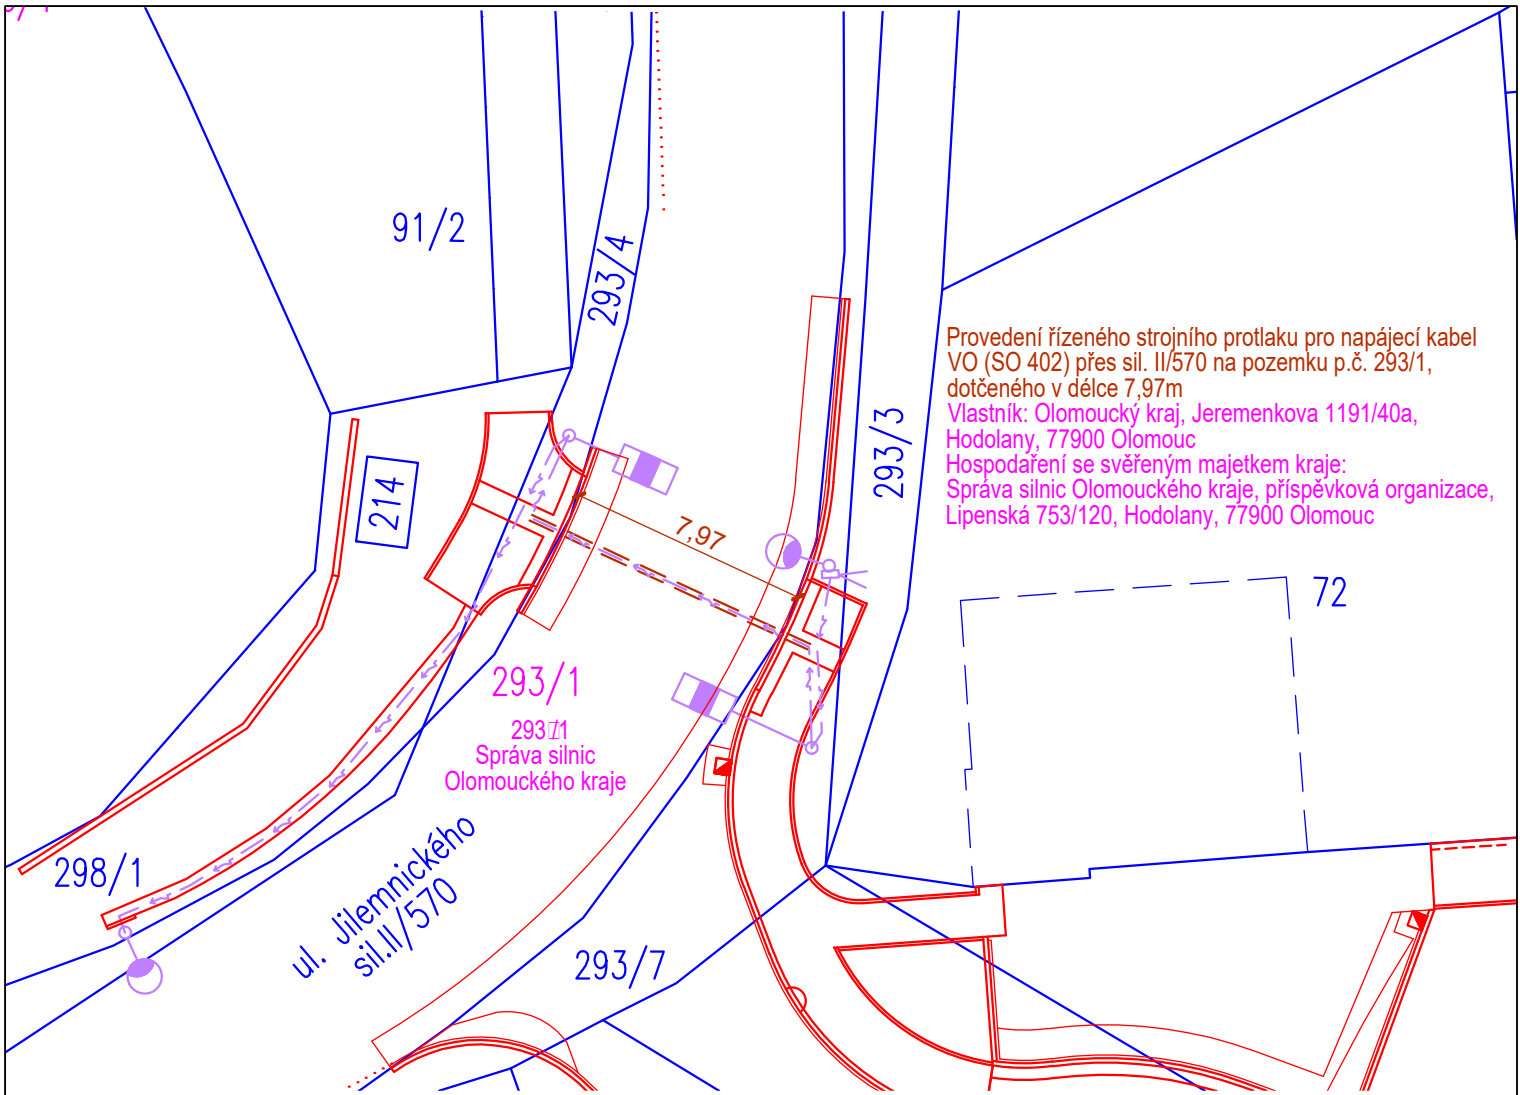 91/2
293/4
Provedení řízeného strojního protlaku pro napájecí kabel
VO (SO 402) přes sil. II/570 na pozemku p.č. 293/1,
dotčeného v délce 7,97m
Vlastník: Olomoucký kraj, Jeremenkova 1191/40a,
Hodolany, 77900 Olomouc
Hospodaření se svěřeným majetkem kraje:
Správa silnic Olomouckého kraje, příspěvková organizace,
Lipenská 753/120, Hodolany, 77900 Olomouc
293/3
214
7,97
72
293/1
293 1
Správa silnic
Olomouckého kraje
298/1
ul. Jilemnického
sil.II/570
293/7